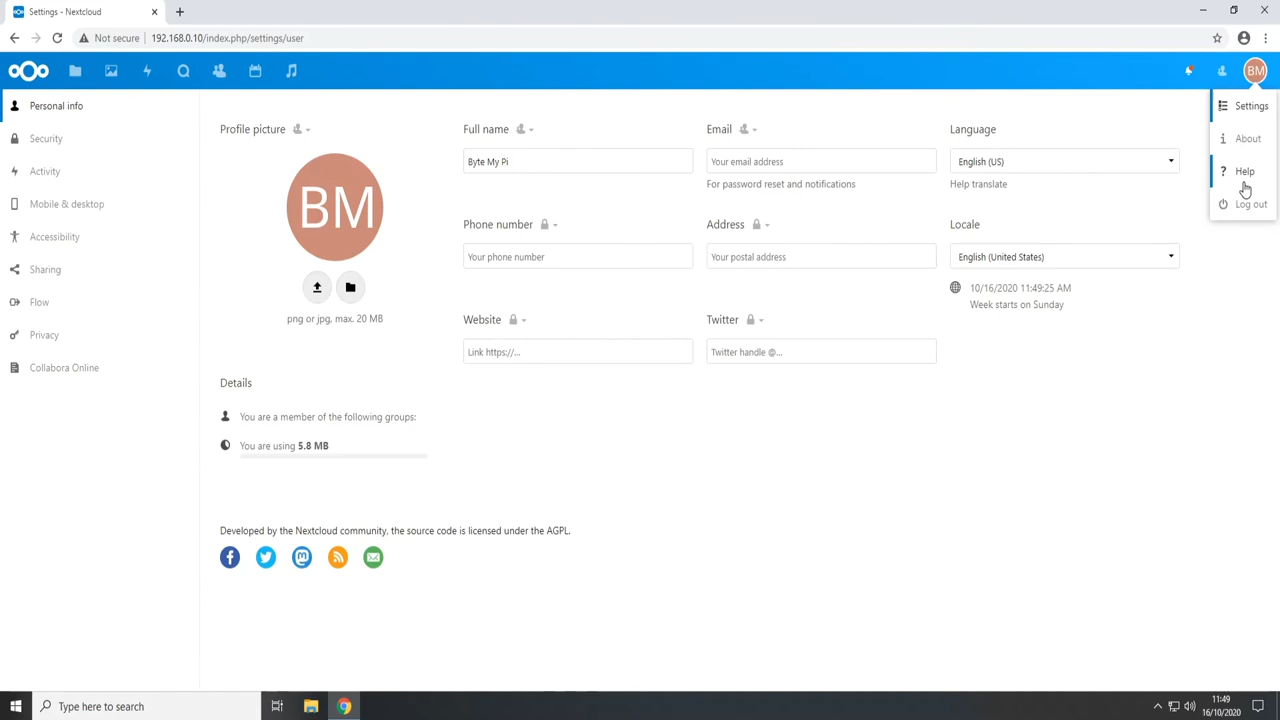 Settings - Nextcloud
Not secure
192.168.0.10/index.php/settings/user
BM
Settings
About
Help
Log out
Personal info
Security
Activity
Mobile & desktop
Accessibility
Sharing
Flow
Privacy
Collabora Online
Profile picture
BM
png or jpg, max. 20 MB
Full name
Byte My Pi
Email
Your email address
For password reset and notifications
Language
English (US)
Help translate
Phone number
Your phone number
Address
Your postal address
Locale
English (United States)
10/16/2020 11:49:25 AM
Week starts on Sunday
Website
Link https://...
Twitter
Twitter handle @...
Details
You are a member of the following groups:
You are using 5.8 MB
Developed by the Nextcloud community, the source code is licensed under the AGPL.
Type here to search
11:49
16/10/2020